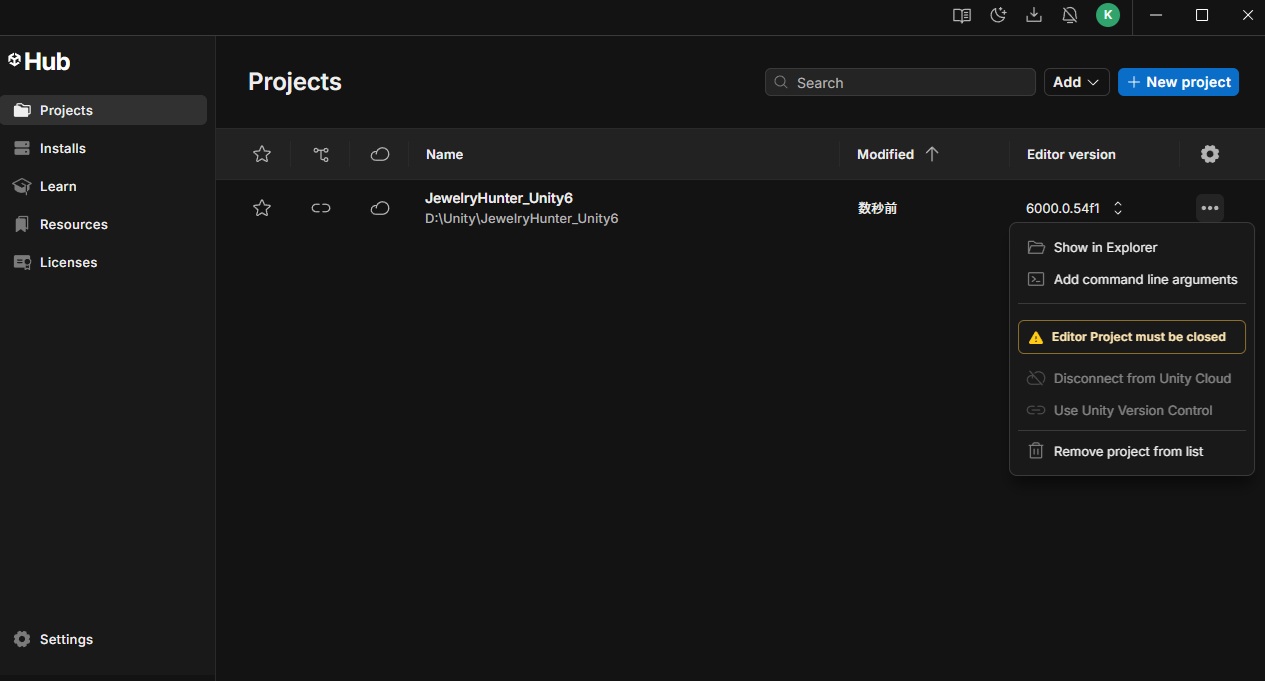 K
Hub
Projects
Installs
Learn
Resources
Licenses
Settings
Projects
Search
Add
New project
Name
Modified
Editor version
JewelryHunter_Unity6
D:\Unity\JewelryHunter_Unity6
数秒前
6000.0.54f1
Show in Explorer
Add command line arguments
Editor Project must be closed
Disconnect from Unity Cloud
Use Unity Version Control
Remove project from list